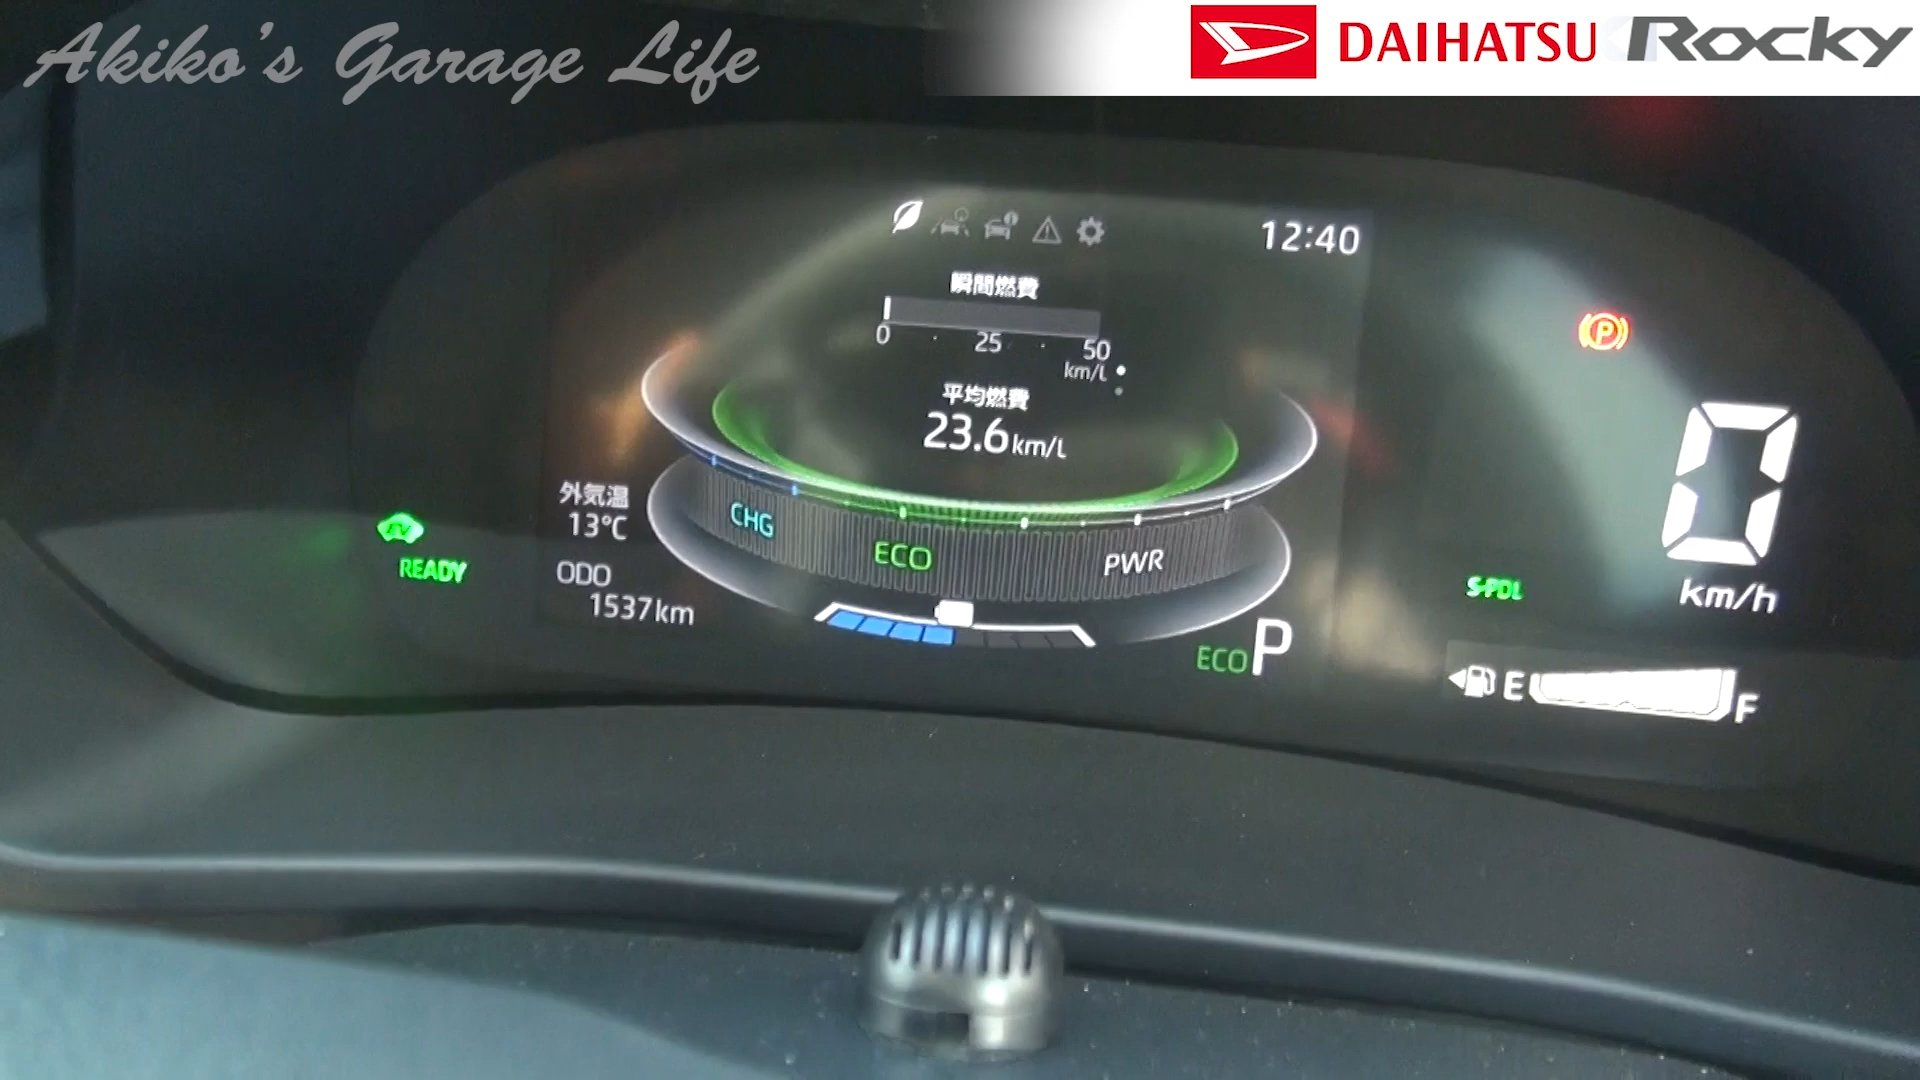 Akiko's Garage Life
DAIHATSU Rocky
12:40
瞬間燃費
0 25 50
km/L
平均燃費
23.6km/L
外気温
13℃
ODO
1537km
CHG
ECO
PWR
EV
READY
ECO P
P
0
km/h
S-PDL
E F